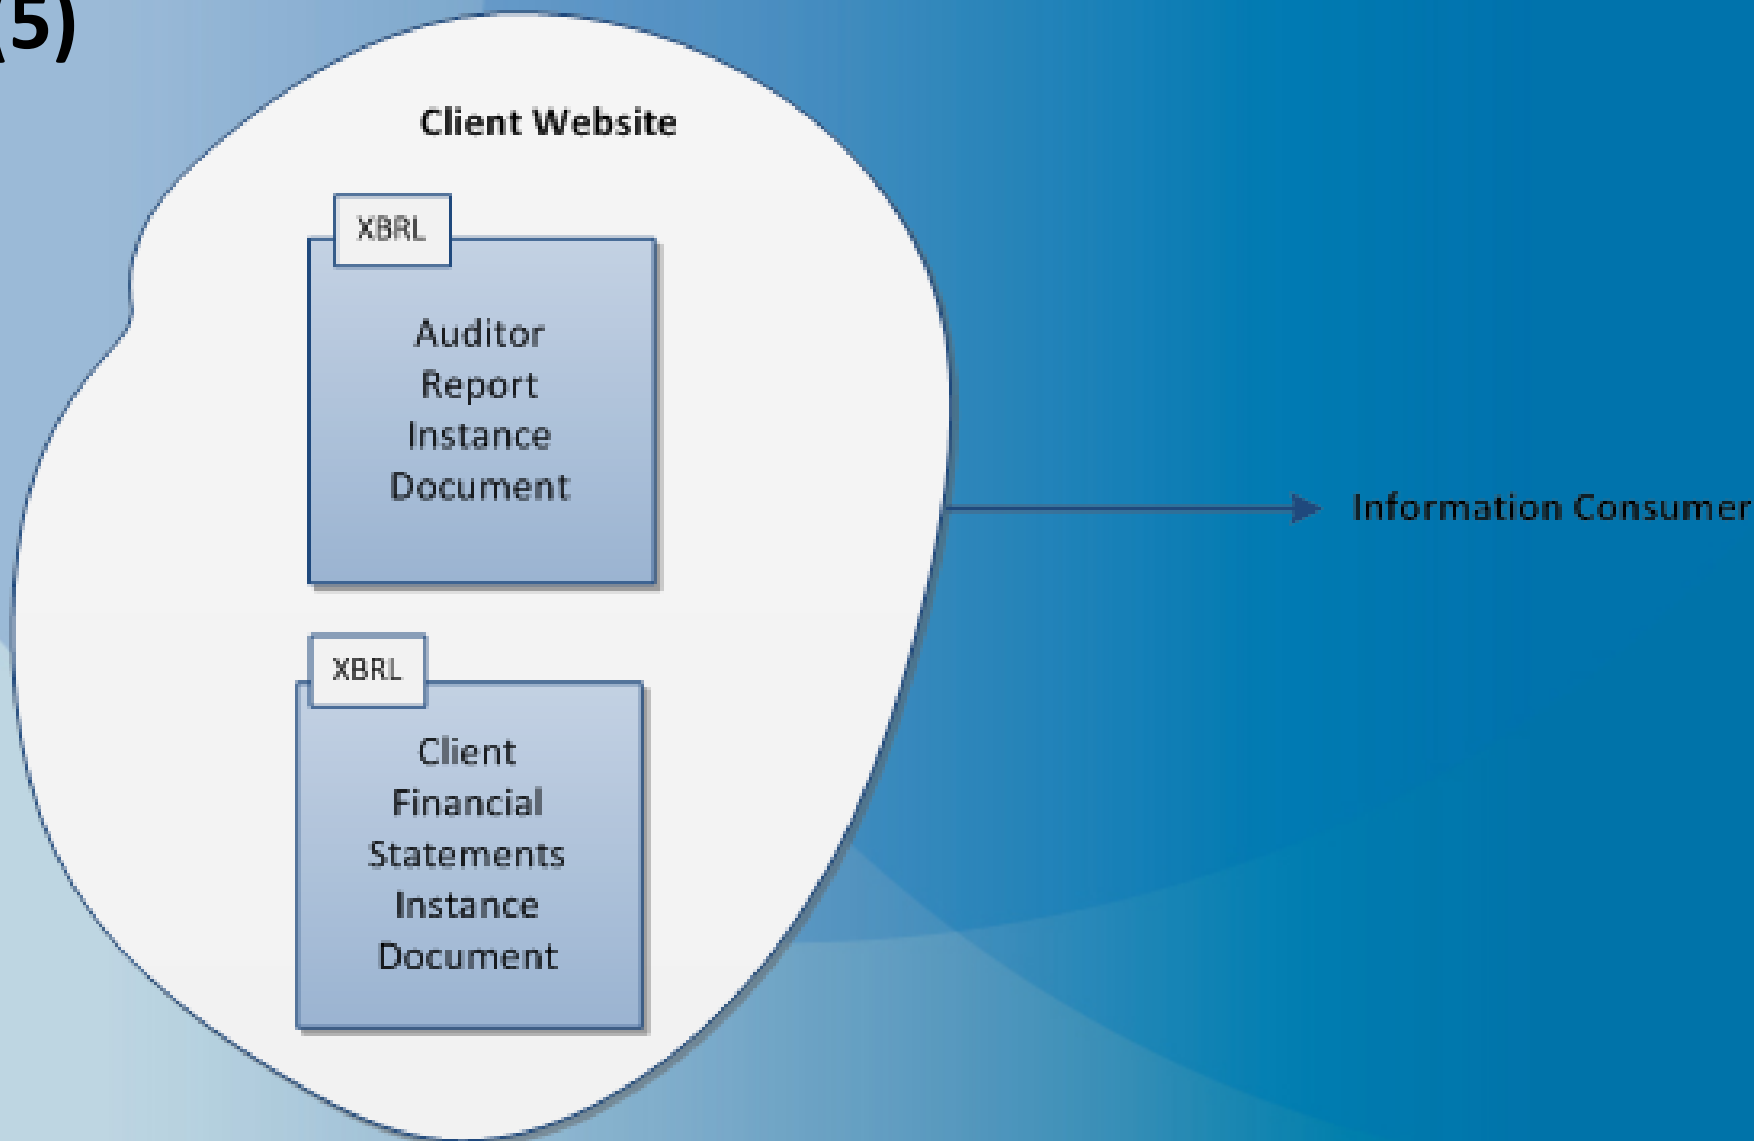 (5)
Client Website
XBRL
Auditor
Report
Instance
Document
Information Consumer
XBRL
Client
Financial
Statements
Instance
Document